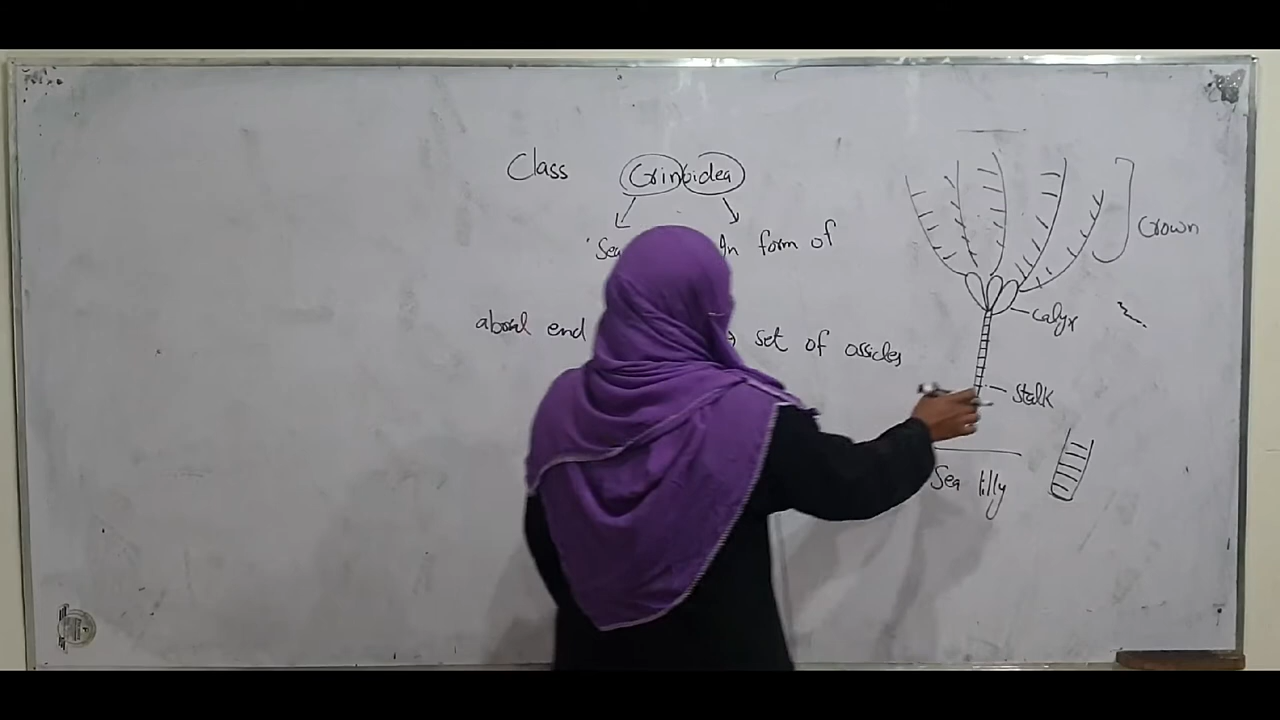 Class Crinoidea
'Sea In form of
aboral end set of ossicles
Crown
Calyx
Stalk
Sea lilly